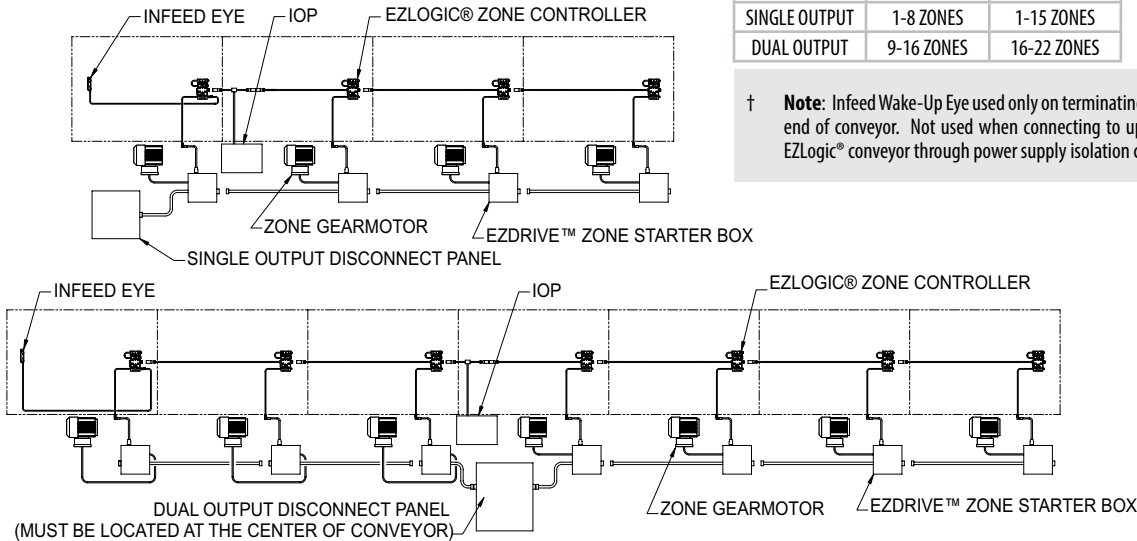 INFEED EYE
IOP
EZLOGIC® ZONE CONTROLLER
SINGLE OUTPUT 1-8 ZONES 1-15 ZONES
DUAL OUTPUT 9-16 ZONES 16-22 ZONES
† Note: Infeed Wake-Up Eye used only on terminating
end of conveyor. Not used when connecting to
EZLogic® conveyor through power supply isolation
ZONE GEARMOTOR
EZDRIVE™ ZONE STARTER BOX
SINGLE OUTPUT DISCONNECT PANEL
INFEED EYE
IOP
EZLOGIC® ZONE CONTROLLER
DUAL OUTPUT DISCONNECT PANEL
(MUST BE LOCATED AT THE CENTER OF CONVEYOR)
ZONE GEARMOTOR
EZDRIVE™ ZONE STARTER BOX